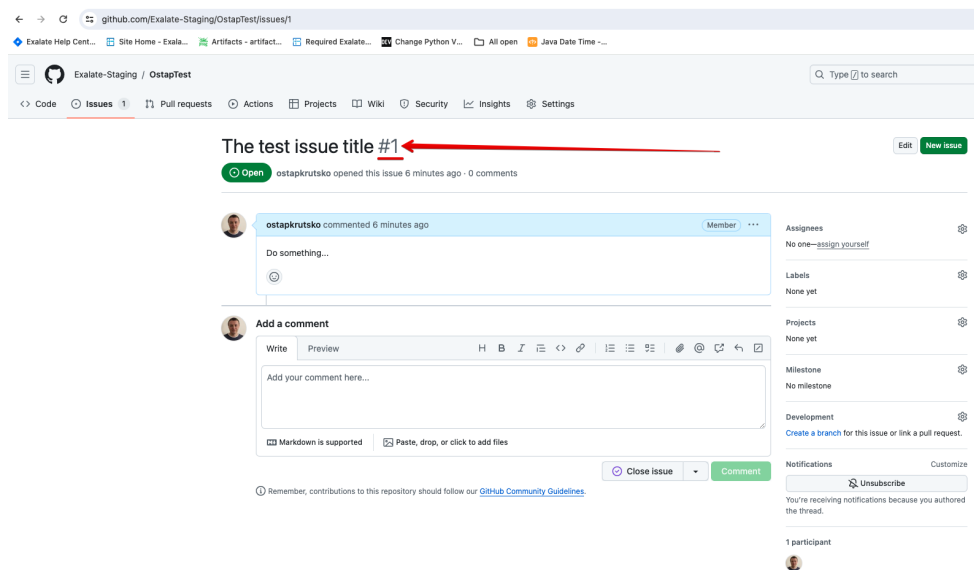 github.com/Exalate-Staging/OstapTest/issues/1
Exalate Help Cent... Site Home - Exala... Artifacts - artifact... Required Exalate... DEV Change Python V... All open Java Date Time -...
Exalate-Staging / OstapTest
Type / to search
Code Issues 1 Pull requests Actions Projects Wiki Security Insights Settings
The test issue title #1
Edit New issue
Open ostapkrutsko opened this issue 6 minutes ago · 0 comments
ostapkrutsko commented 6 minutes ago Member ...
Do something...
Add a comment
Write Preview
Add your comment here...
Markdown is supported Paste, drop, or click to add files
Close issue Comment
Remember, contributions to this repository should follow our GitHub Community Guidelines.
Assignees
No one—assign yourself
Labels
None yet
Projects
None yet
Milestone
No milestone
Development
Create a branch for this issue or link a pull request.
Notifications Customize
Unsubscribe
You're receiving notifications because you authored
the thread.
1 participant